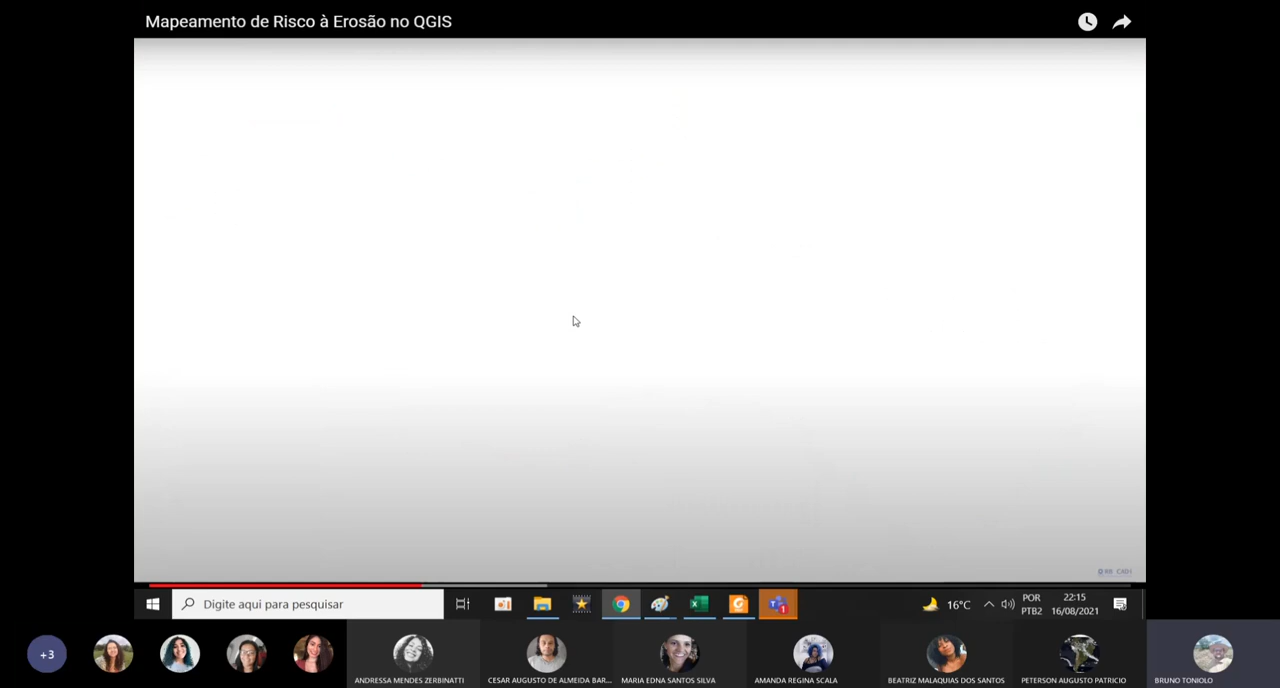 Mapeamento de Risco à Erosão no QGIS
Digite aqui para pesquisar
16°C
POR
PTB2
22:15
16/08/2021
+3
ANDRESSA MENDES ZERBINATTI
CESAR AUGUSTO DE ALMEIDA BAR...
MARIA EDNA SANTOS SILVA
AMANDA REGINA SCALA
BEATRIZ MALAQUIAS DOS SANTOS
PETERSON AUGUSTO PATRICIO
BRUNO TONIOLO